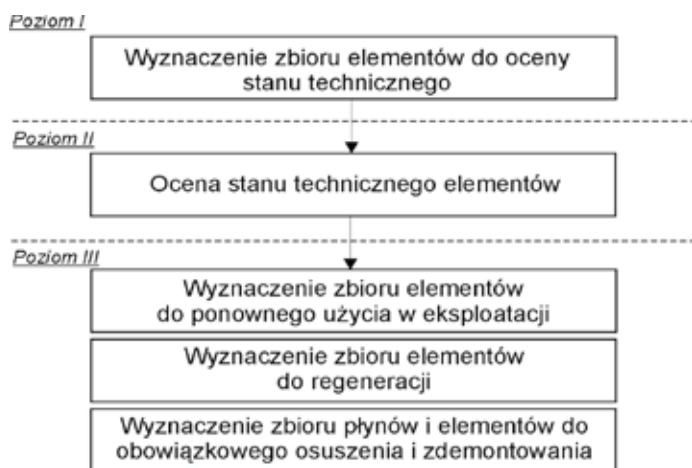 Poziom I
Wyznaczenie zbioru elementów do oceny
stanu technicznego
Poziom II
Ocena stanu technicznego elementów
Poziom III
Wyznaczenie zbioru elementów
do ponownego użycia w eksploatacji
Wyznaczenie zbioru elementów
do regeneracji
Wyznaczenie zbioru płynów i elementów do
obowiązkowego osuszenia i zdemontowania